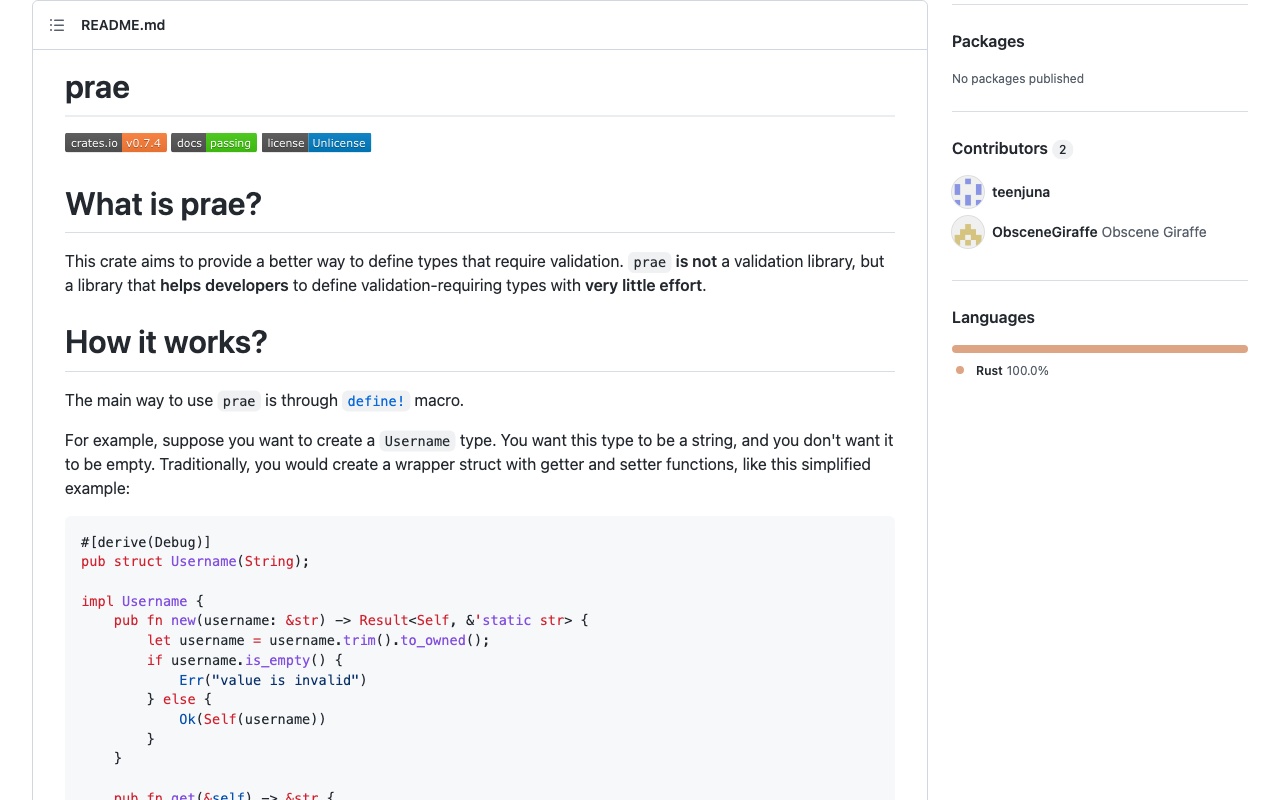 README.md
prae
crates.io v0.7.4 docs passing license Unlicense
What is prae?
This crate aims to provide a better way to define types that require validation. prae is not a validation library, but
a library that helps developers to define validation-requiring types with very little effort.
How it works?
The main way to use prae is through define! macro.
For example, suppose you want to create a Username type. You want this type to be a string, and you don't want it
to be empty. Traditionally, you would create a wrapper struct with getter and setter functions, like this simplified
example:
#[derive(Debug)]
pub struct Username(String);
impl Username {
    pub fn new(username: &str) -> Result<Self, &'static str> {
        let username = username.trim().to_owned();
        if username.is_empty() {
            Err("value is invalid")
        } else {
            Ok(Self(username))
        }
    }
    pub fn get(&self) -> &str {
Packages
No packages published
Contributors 2
teenjuna
ObsceneGiraffe Obscene Giraffe
Languages
Rust 100.0%